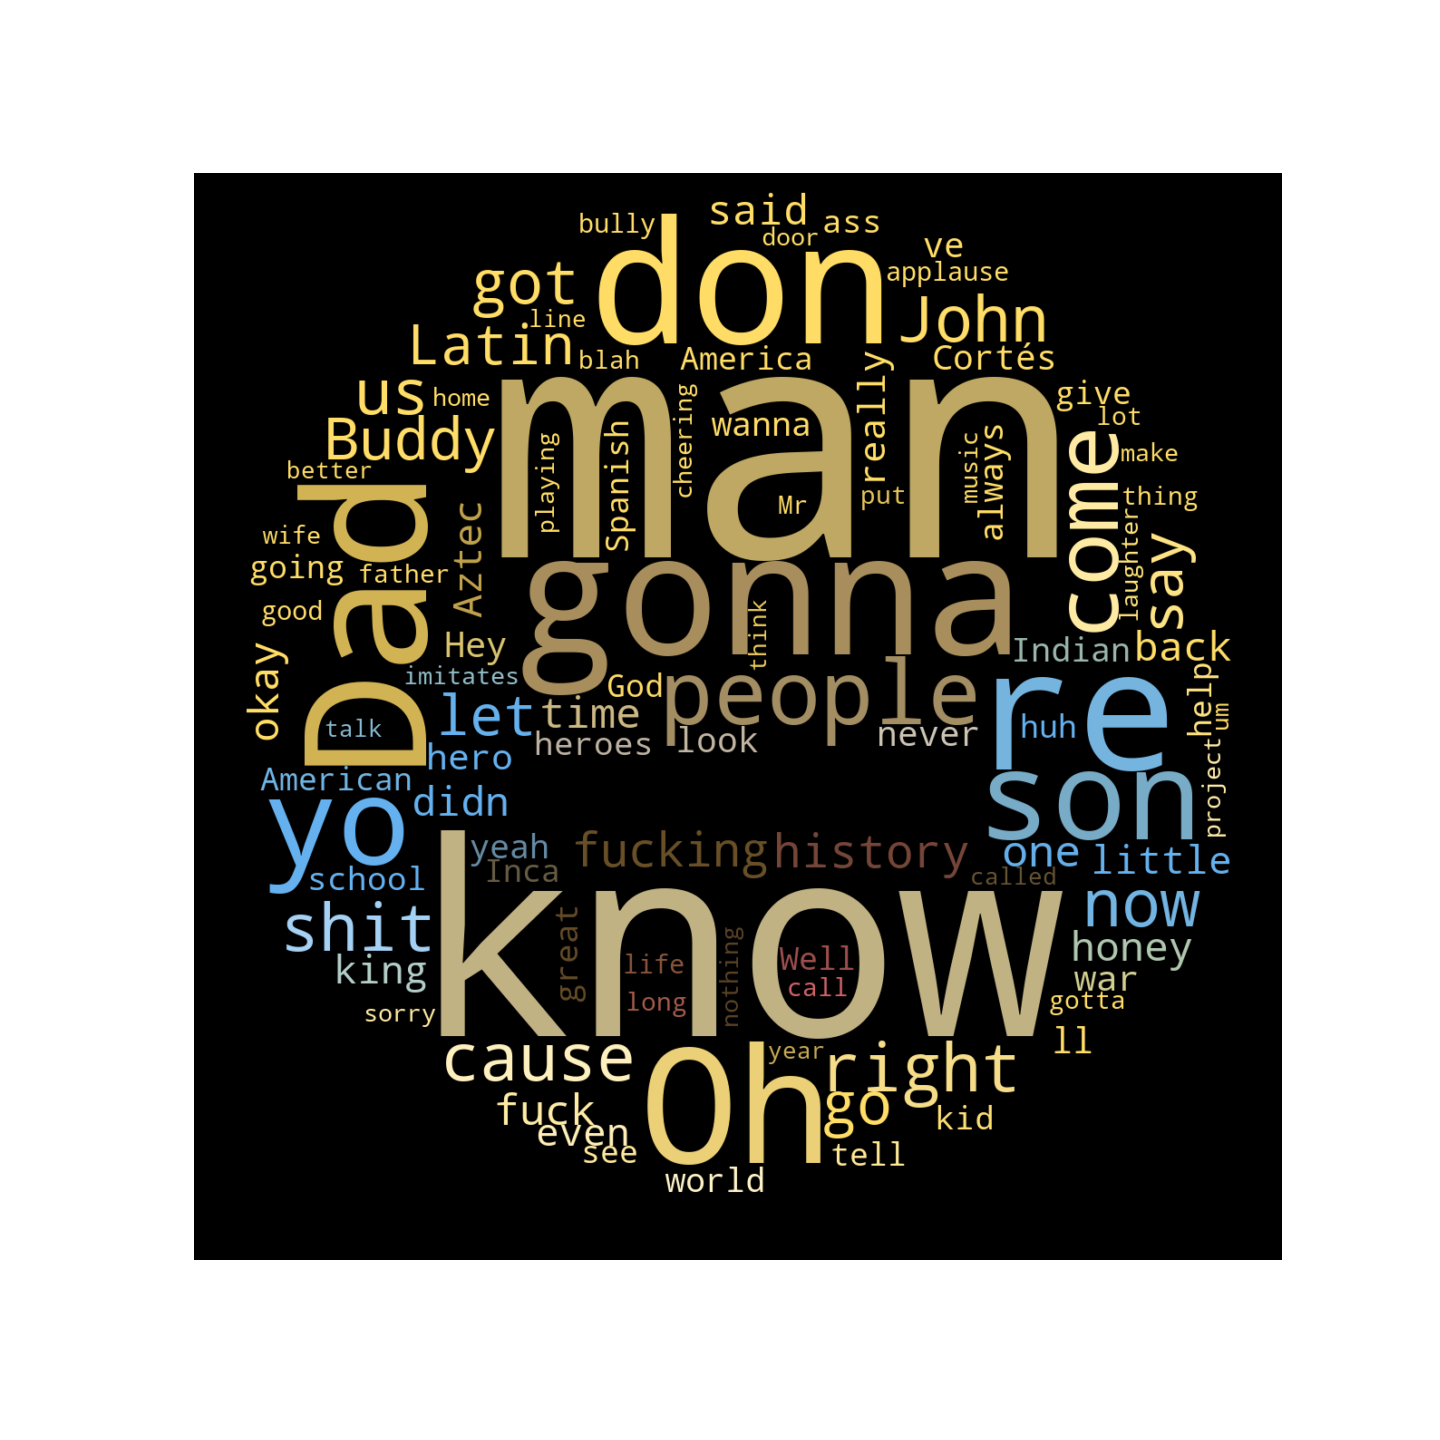 said
bully
ass
door
don
ve
applause
got
John
line
Latin
blah
America
Cortés
us
home
man
really
give
lot
cheering
wanna
Buddy
playing
Spanish
music
always
come
make
better
Dad
Mr
put
thing
wife
Aztec
laughter
say
going
father
gonna
good
think
okay
Hey
Indian
back
imitates
God
people
help
re
talk
let
time
um
huh
heroes
look
never
hero
American
project
son
yo
didn
know
yeah
fucking
history
one
little
school
Inca
called
shit
great
now
king
life
nothing
Well
honey
war
long
call
sorry
gotta
cause
Oh
year
right
ll
fuck
go
kid
even
see
tell
world